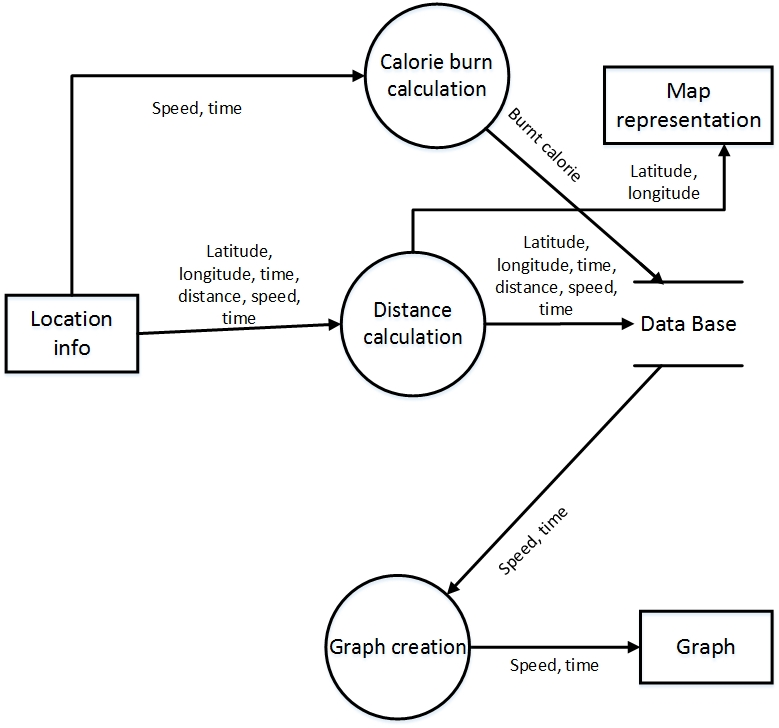 Calorie burn
calculation
Map
representation
Speed, time
Burnt calorie
Latitude,
longitude
Latitude,
longitude, time,
distance, speed,
time
Latitude,
longitude, time,
distance, speed,
time
Location
info
Distance
calculation
Data Base
Speed, time
Graph creation
Graph
Speed, time